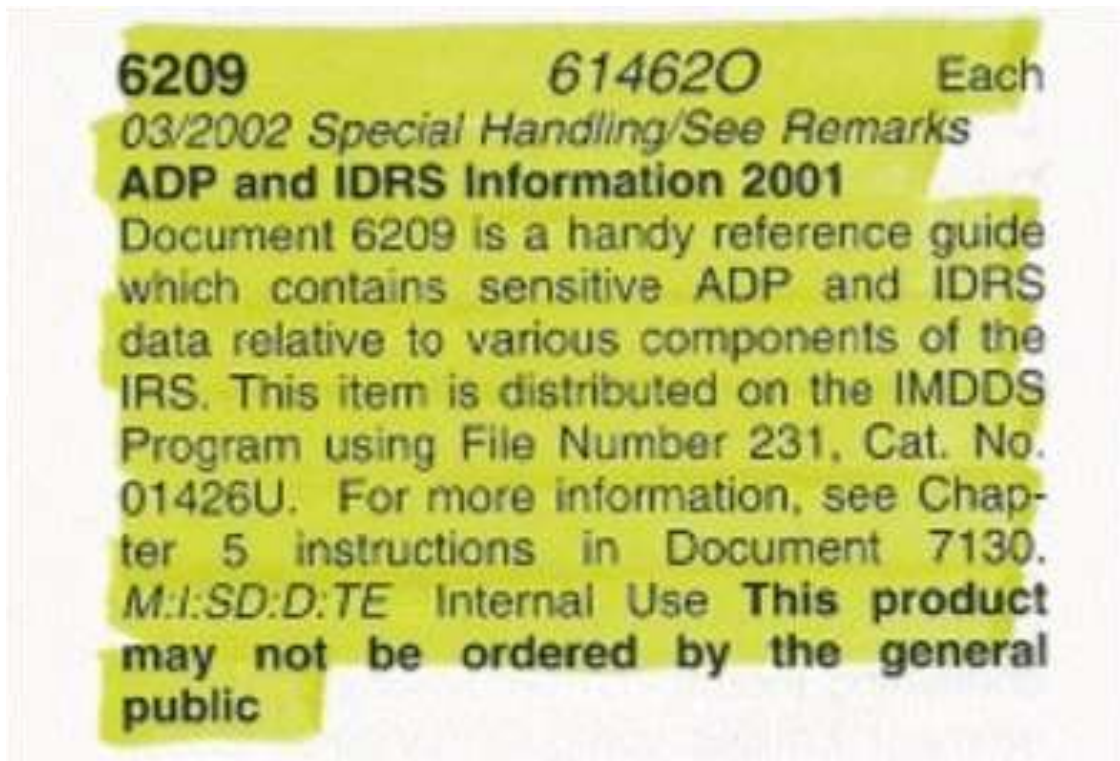 6209 61462O Each
03/2002 Special Handling/See Remarks
ADP and IDRS Information 2001
Document 6209 is a handy reference guide
which contains sensitive ADP and IDRS
data relative to various components of the
IRS. This item is distributed on the IMDDS
Program using File Number 231, Cat. No.
01426U. For more information, see Chap-
ter 5 instructions in Document 7130.
M:I:SD:D:TE Internal Use This product
may not be ordered by the general
public